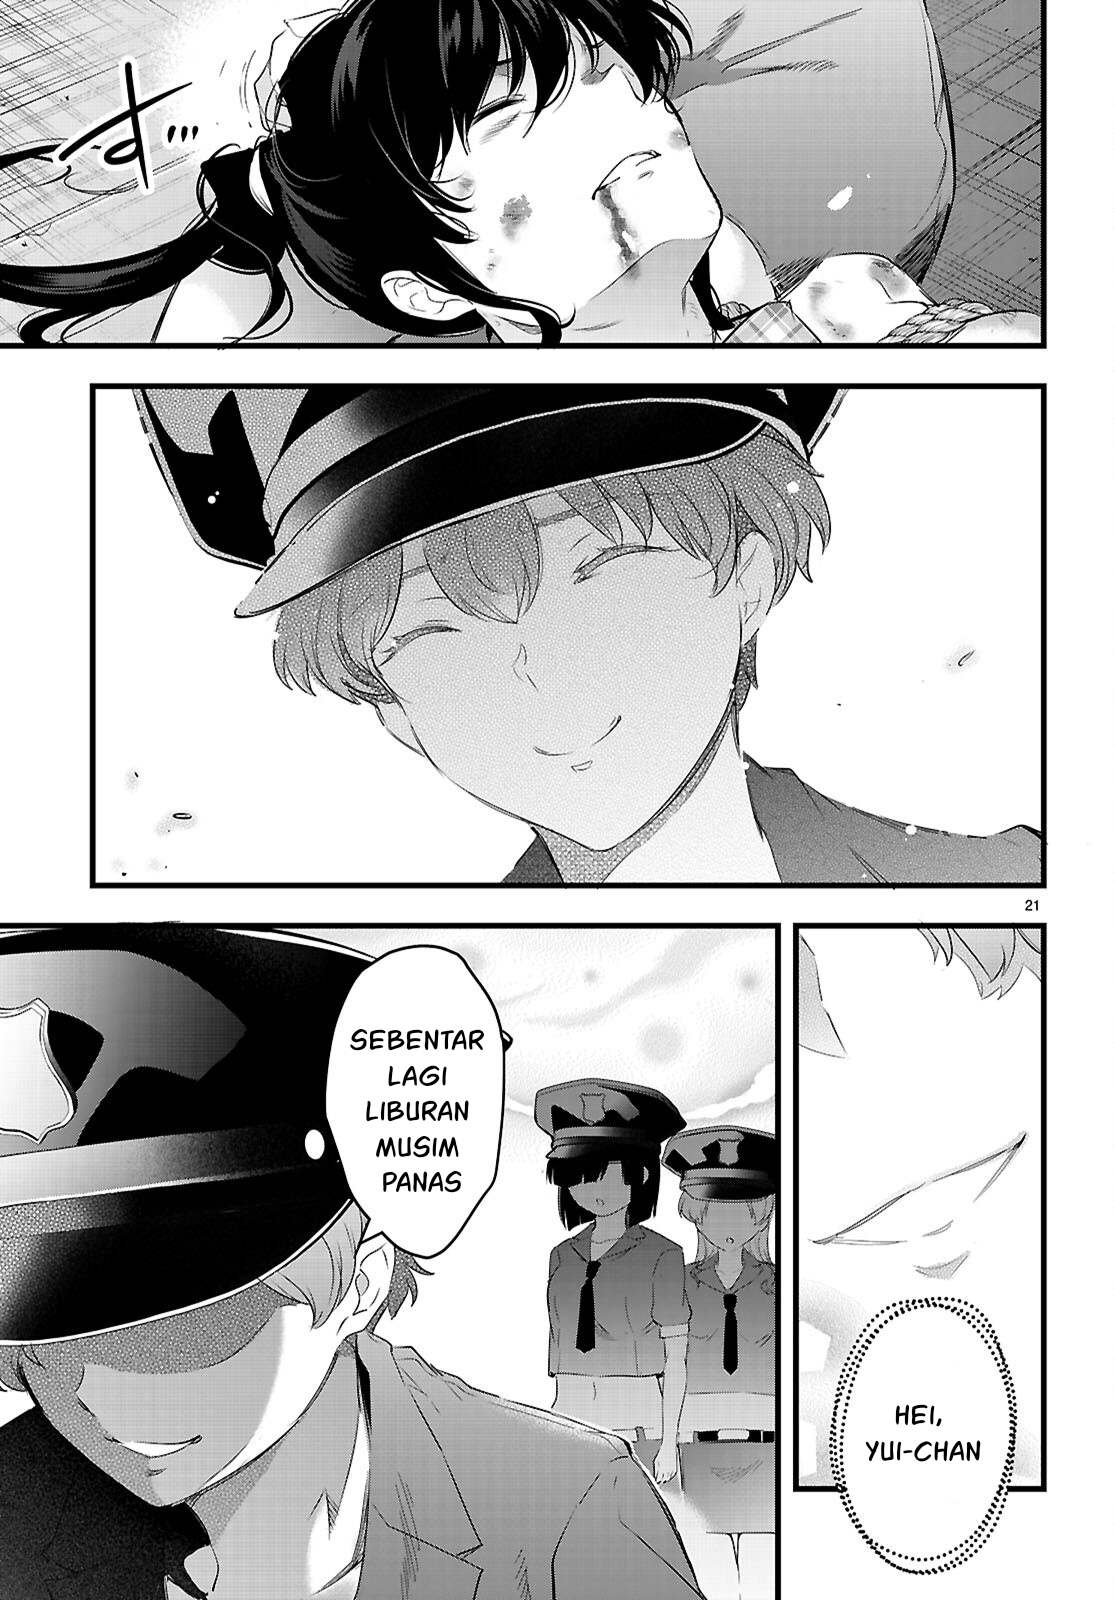 す…
21
HEI,
YUI-CHAN
SEBENTAR
LAGI
LIBURAN
MUSIM
PANAS